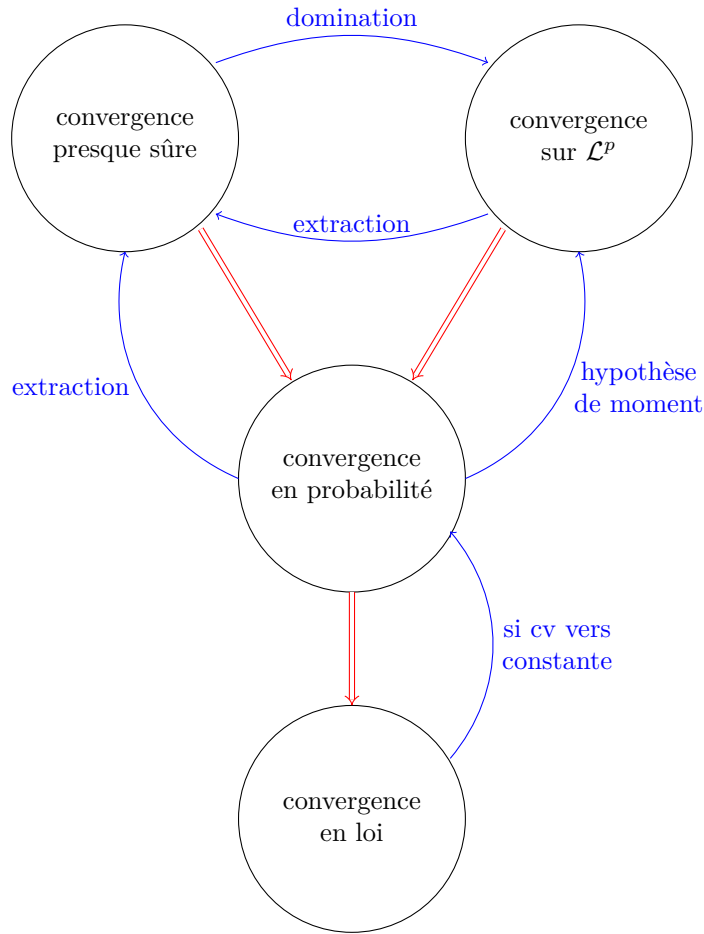 domination
convergence
presque sûre
convergence
sur 𝓛ᵖ
extraction
extraction
hypothèse
de moment
convergence
en probabilité
si cv vers
constante
convergence
en loi